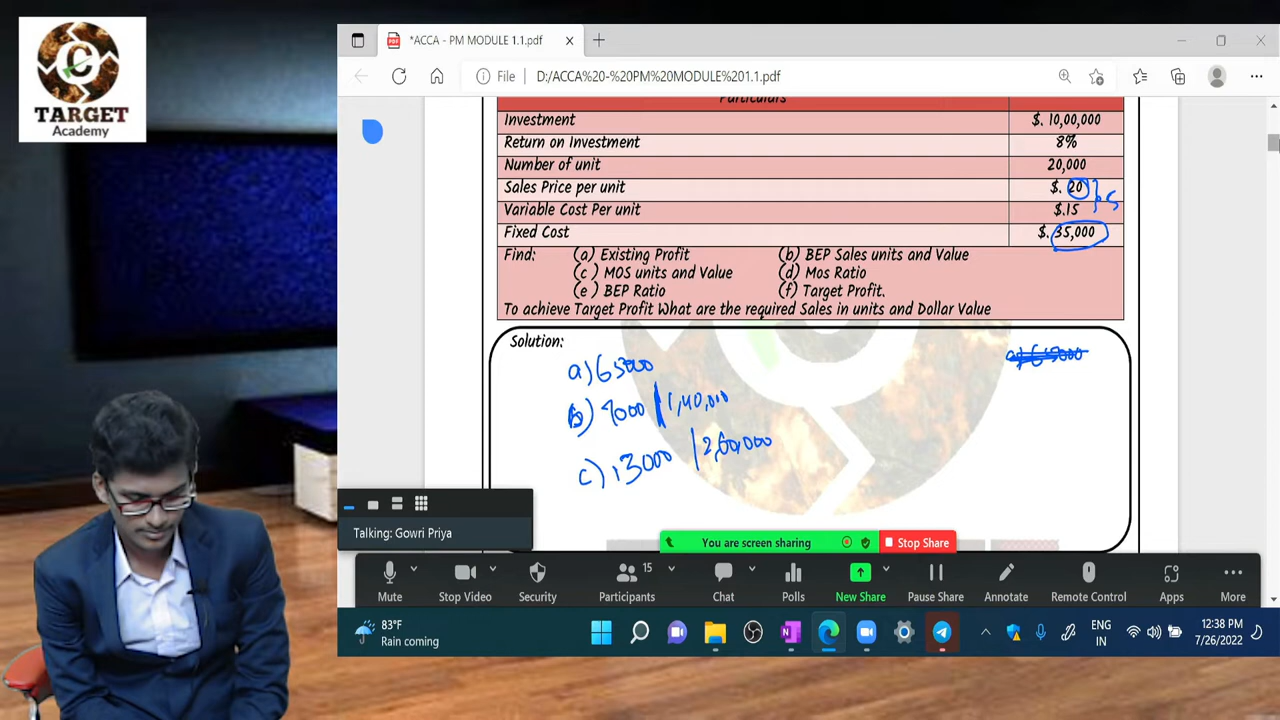 TARGET
Academy
*ACCA - PM MODULE 1.1.pdf
File
D:/ACCA%20-%20PM%20MODULE%201.1.pdf
Particulars
Investment $. 10,00,000
Return on Investment 8%
Number of unit 20,000
Sales Price per unit $. 20
Variable Cost Per unit $.15
Fixed Cost $. 35,000
Find: (a) Existing Profit (b) BEP Sales units and Value
(c ) MOS units and Value (d) Mos Ratio
(e ) BEP Ratio (f) Target Profit.
To achieve Target Profit What are the required Sales in units and Dollar Value
Solution:
a) 65000
b) 7000 | 1,40,000
c) 13000 | 2,60,000
Talking: Gowri Priya
You are screen sharing
Stop Share
15
Mute Stop Video Security Participants Chat Polls New Share Pause Share Annotate Remote Control Apps More
83°F
Rain coming
ENG
IN
12:38 PM
7/26/2022